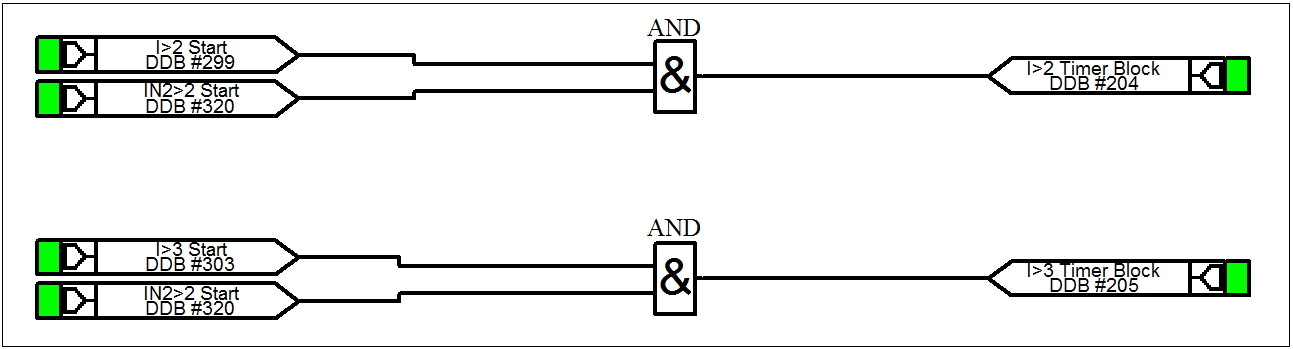 AND
I>2 Start
DDB #299
&
I>2 Timer Block
DDB #204
IN2>2 Start
DDB #320
AND
I>3 Start
DDB #303
&
I>3 Timer Block
DDB #205
IN2>2 Start
DDB #320